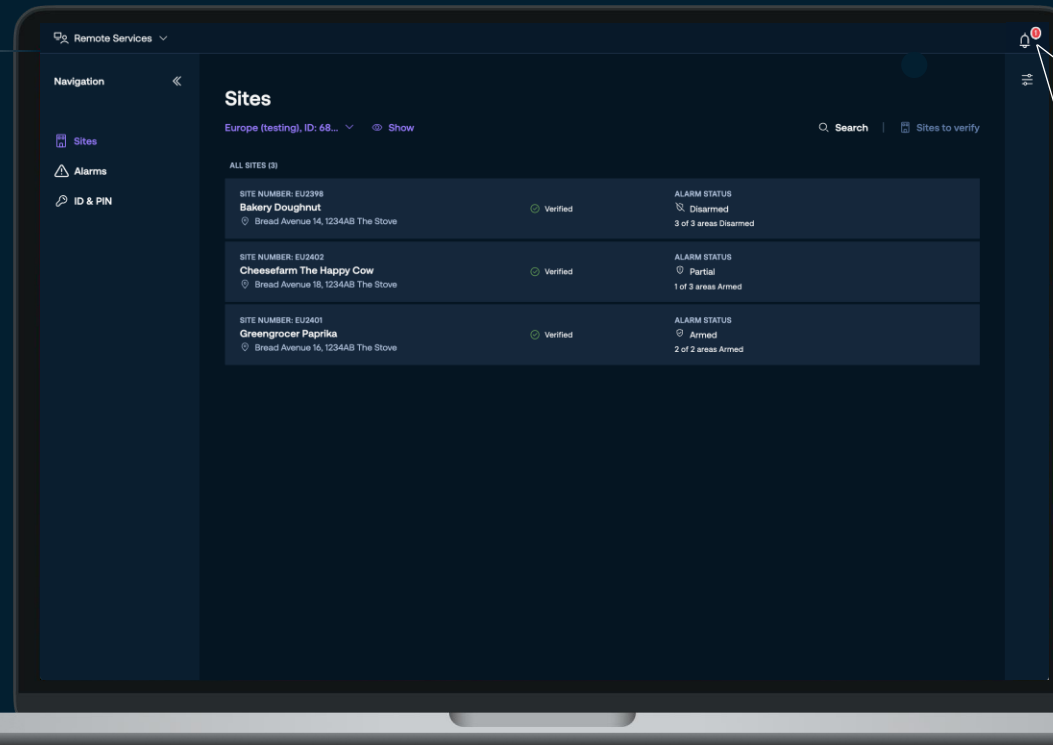 Remote Services
Navigation
Sites
Alarms
ID & PIN
Sites
Europe (testing), ID: 68... Show
Search | Sites to verify
ALL SITES (3)
SITE NUMBER: EU2398
Bakery Doughnut
Bread Avenue 14, 1234AB The Stove
Verified
ALARM STATUS
Disarmed
3 of 3 areas Disarmed
SITE NUMBER: EU2402
Cheesefarm The Happy Cow
Bread Avenue 18, 1234AB The Stove
Verified
ALARM STATUS
Partial
1 of 3 areas Armed
SITE NUMBER: EU2401
Greengrocer Paprika
Bread Avenue 16, 1234AB The Stove
Verified
ALARM STATUS
Armed
2 of 2 areas Armed